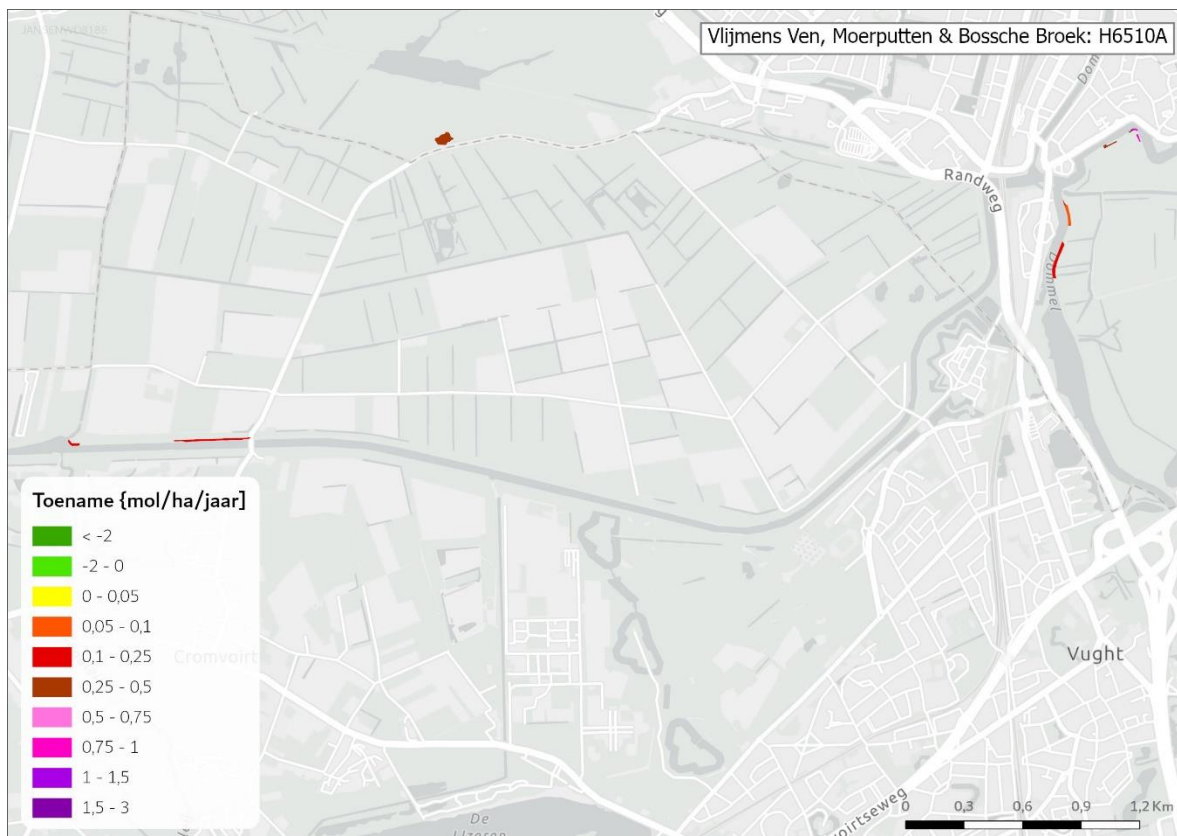 JANSENWD6186
Vlijmens Ven, Moerputten & Bossche Broek: H6510A
Randweg
Dommel
Toename {mol/ha/jaar]
< -2
-2 - 0
0 - 0,05
0,05 - 0,1
0,1 - 0,25
0,25 - 0,5
0,5 - 0,75
0,75 - 1
1 - 1,5
1,5 - 3
Cromvoirt
Vught
De
0 0,3 0,6 0,9 1,2 Km